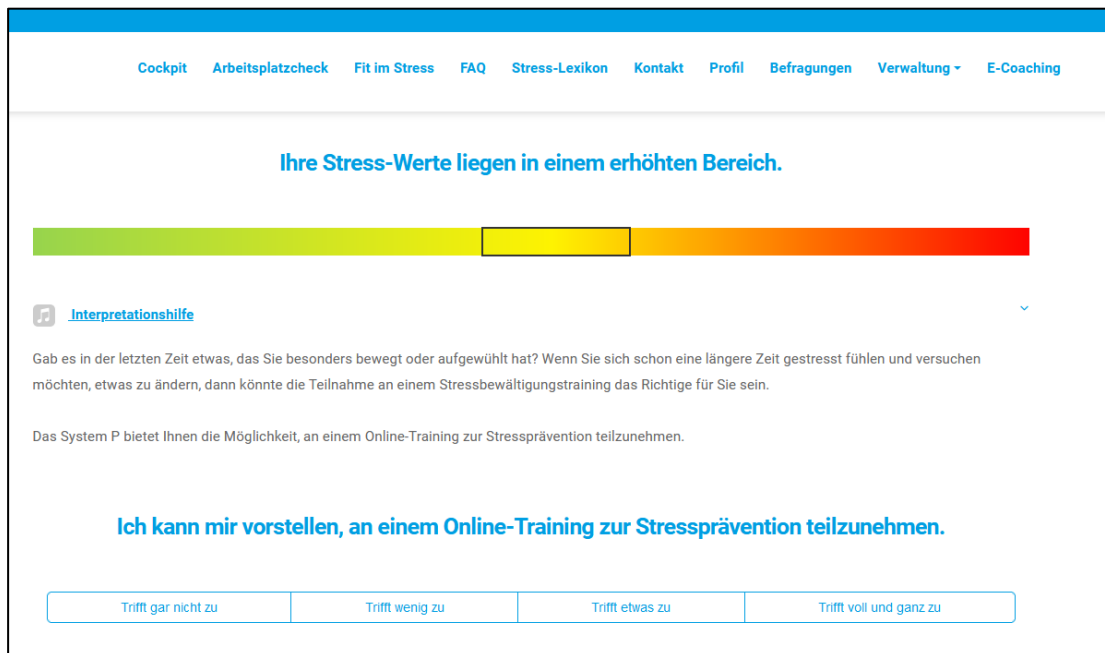 Cockpit Arbeitsplatzcheck Fit im Stress FAQ Stress-Lexikon Kontakt Profil Befragungen Verwaltung E-Coaching
Ihre Stress-Werte liegen in einem erhöhten Bereich.
Interpretationshilfe
Gab es in der letzten Zeit etwas, das Sie besonders bewegt oder aufgewühlt hat? Wenn Sie sich schon eine längere Zeit gestresst fühlen und versuchen
möchten, etwas zu ändern, dann könnte die Teilnahme an einem Stressbewältigungstraining das Richtige für Sie sein.
Das System P bietet Ihnen die Möglichkeit, an einem Online-Training zur Stressprävention teilzunehmen.
Ich kann mir vorstellen, an einem Online-Training zur Stressprävention teilzunehmen.
Trifft gar nicht zu Trifft wenig zu Trifft etwas zu Trifft voll und ganz zu